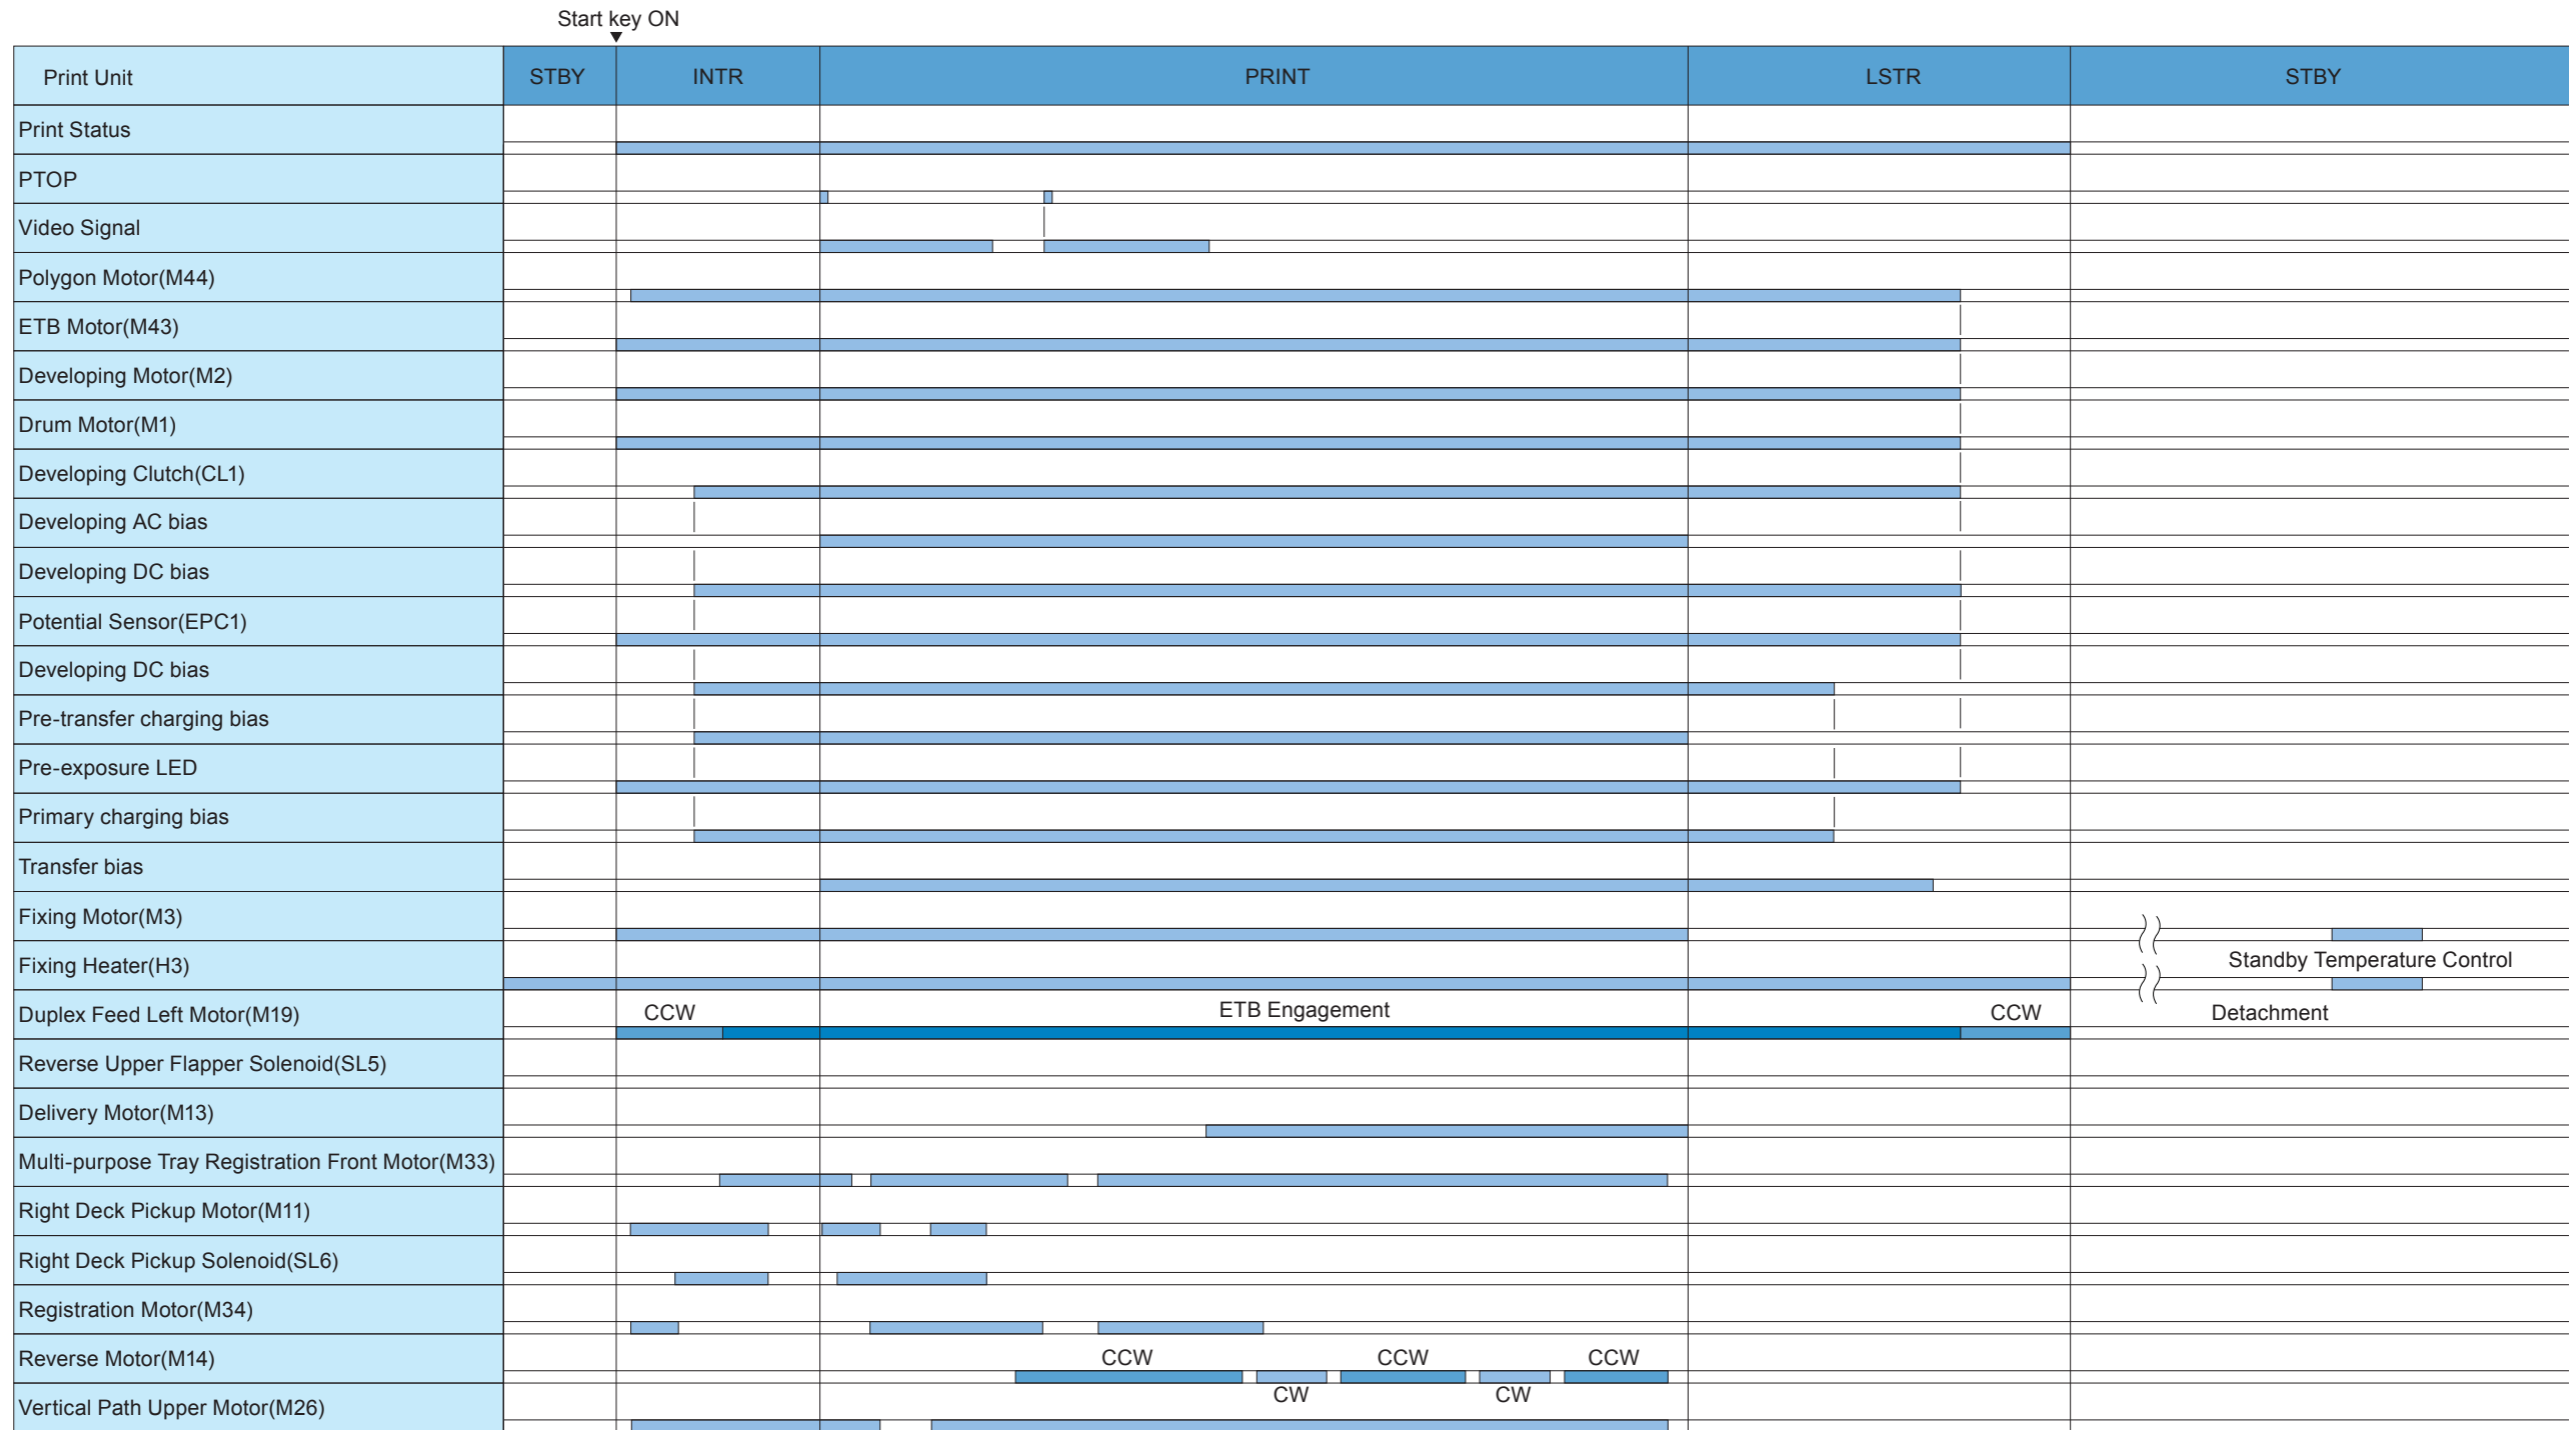 Start key ON
Print Unit STBY INTR PRINT LSTR STBY
Print Status
PTOP
Video Signal
Polygon Motor(M44)
ETB Motor(M43)
Developing Motor(M2)
Drum Motor(M1)
Developing Clutch(CL1)
Developing AC bias
Developing DC bias
Potential Sensor(EPC1)
Developing DC bias
Pre-transfer charging bias
Pre-exposure LED
Primary charging bias
Transfer bias
Fixing Motor(M3)
Fixing Heater(H3) Standby Temperature Control
Duplex Feed Left Motor(M19) CCW ETB Engagement CCW Detachment
Reverse Upper Flapper Solenoid(SL5)
Delivery Motor(M13)
Multi-purpose Tray Registration Front Motor(M33)
Right Deck Pickup Motor(M11)
Right Deck Pickup Solenoid(SL6)
Registration Motor(M34)
Reverse Motor(M14) CCW CCW CCW
CW CW
Vertical Path Upper Motor(M26)